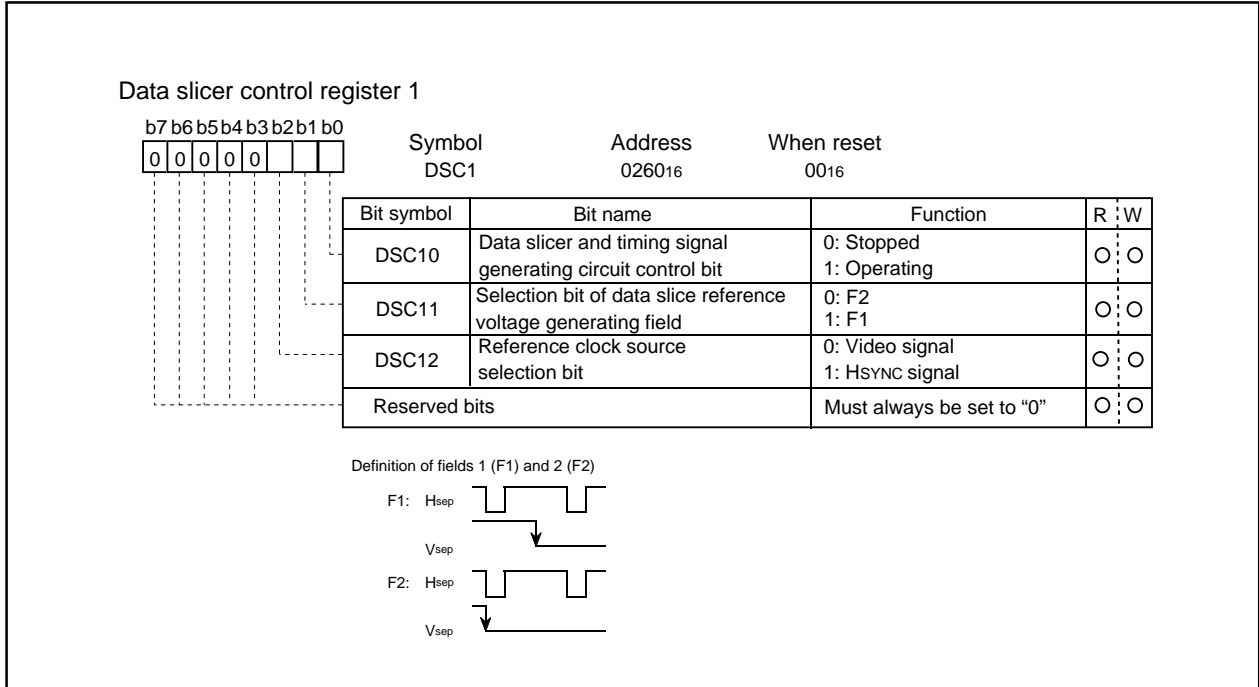 Data slicer control register 1
b7 b6 b5 b4 b3 b2 b1 b0
0 0 0 0 0
Symbol Address When reset
DSC1 026016 0016
Bit symbol Bit name Function R W
DSC10 Data slicer and timing signal generating circuit control bit 0: Stopped 1: Operating O O
DSC11 Selection bit of data slice reference voltage generating field 0: F2 1: F1 O O
DSC12 Reference clock source selection bit 0: Video signal 1: HSYNC signal O O
Reserved bits Must always be set to “0” O O
Definition of fields 1 (F1) and 2 (F2)
F1: Hsep
Vsep
F2: Hsep
Vsep